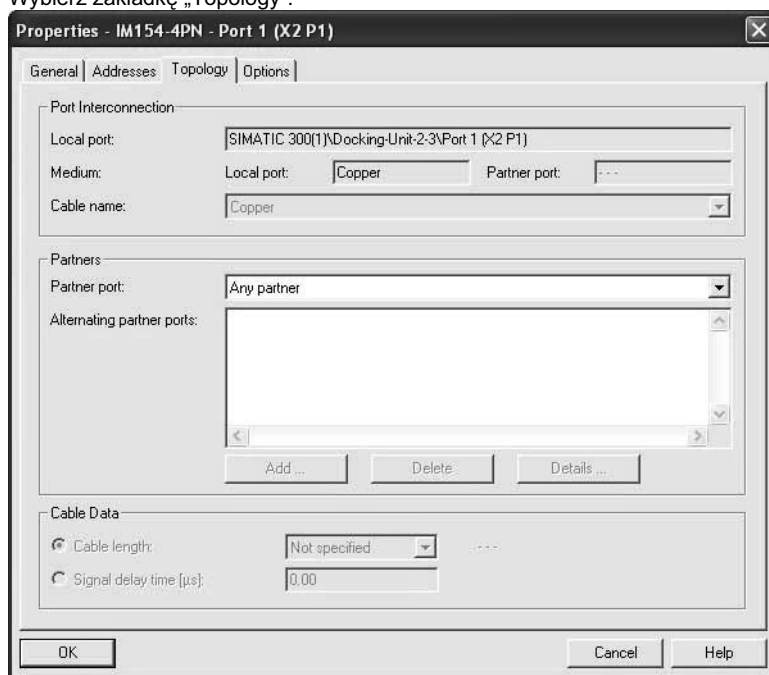 Wybierz zakładkę „Topology”.
Properties - IM154-4PN - Port 1 (X2 P1)
General Addresses Topology Options
Port Interconnection
Local port: SIMATIC 300(1)\Docking-Unit-2-3\Port 1 (X2 P1)
Medium: Local port: Copper Partner port: - - -
Cable name: Copper
Partners
Partner port: Any partner
Alternating partner ports:
Add ... Delete Details ...
Cable Data
Cable length: Not specified - - -
Signal delay time [µs]: 0.00
OK Cancel Help